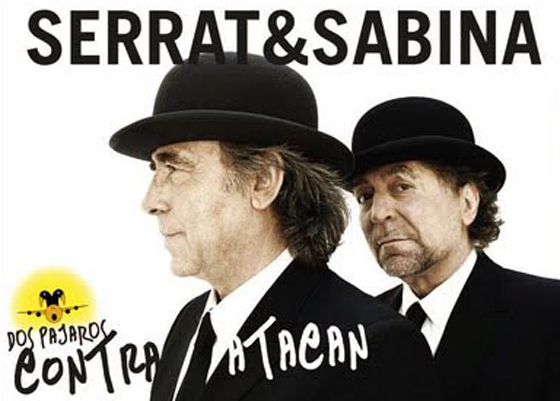 SERRAT&SABINA
DOS PAJAROS
CONTRA ATACAN